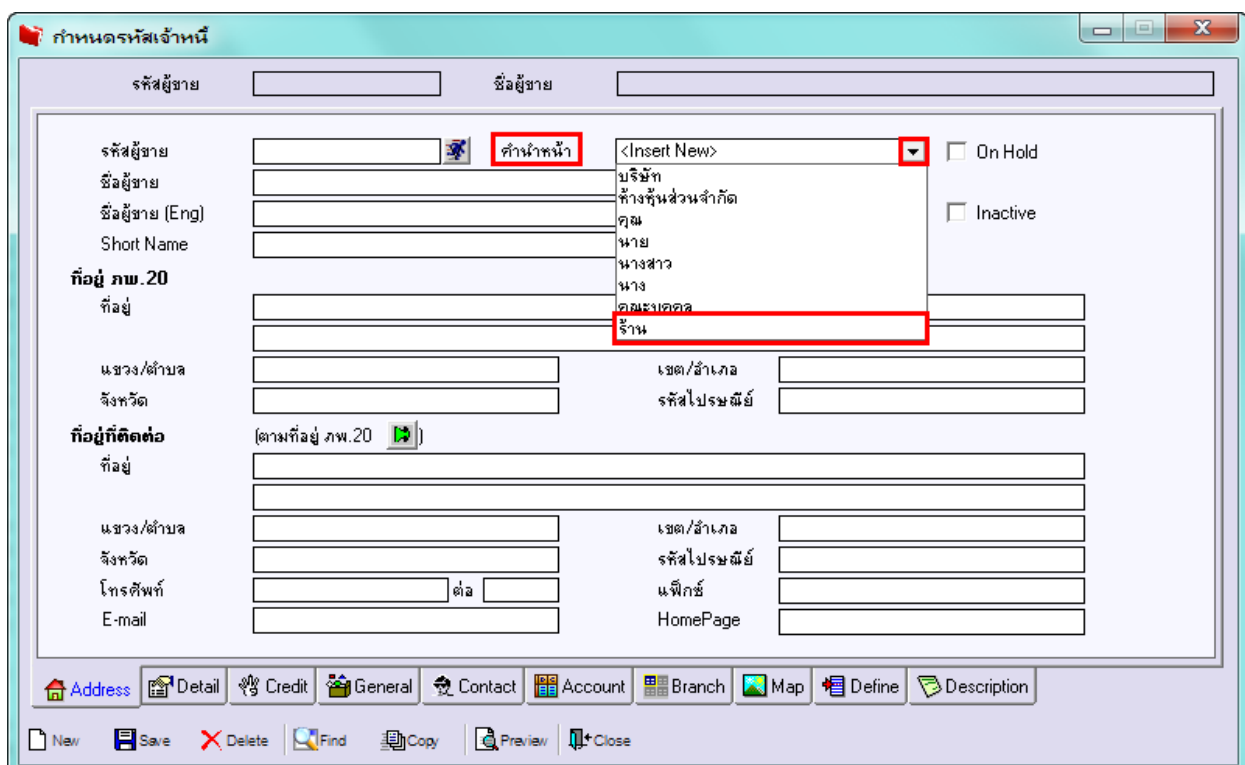 กำหนดรหัสเจ้าหนี้
รหัสผู้ขาย ชื่อผู้ขาย
รหัสผู้ขาย คำนำหน้า <Insert New> On Hold
บริษัท
ชื่อผู้ขาย
ห้างหุ้นส่วนจำกัด
ชื่อผู้ขาย (Eng) คุณ Inactive
Short Name นาย
นางสาว
ที่อยู่ ภพ.20
นาง
ที่อยู่ คณะบุคคล
ร้าน
แขวง/ตำบล เขต/อำเภอ
จังหวัด รหัสไปรษณีย์
ที่อยู่ที่ติดต่อ (ตามที่อยู่ ภพ.20 )
ที่อยู่
แขวง/ตำบล เขต/อำเภอ
จังหวัด รหัสไปรษณีย์
โทรศัพท์ ต่อ แฟ็กซ์
E-mail HomePage
Address Detail Credit General Contact Account Branch Map Define Description
New Save Delete Find Copy Preview Close